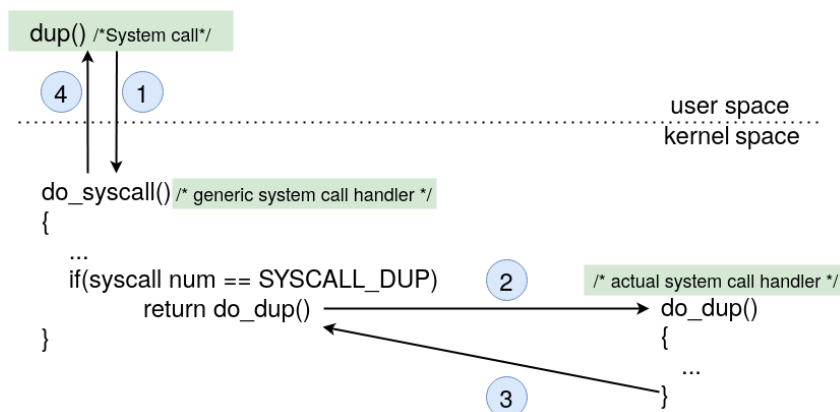 dup() /*System call*/
4
1
user space
kernel space
do_syscall() /* generic system call handler */
{
...
if(syscall num == SYSCALL_DUP)
2
/* actual system call handler */
return do_dup()
do_dup()
}
{
...
3
}